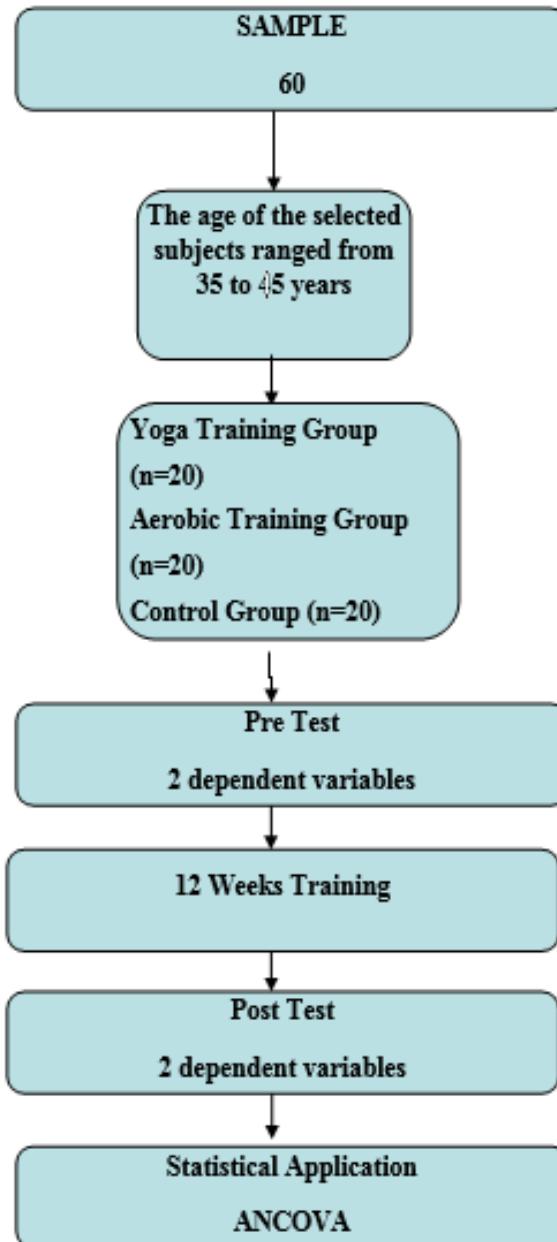 SAMPLE
60
The age of the selected
subjects ranged from
35 to 45 years
Yoga Training Group
(n=20)
Aerobic Training Group
(n=20)
Control Group (n=20)
Pre Test
2 dependent variables
12 Weeks Training
Post Test
2 dependent variables
Statistical Application
ANCOVA